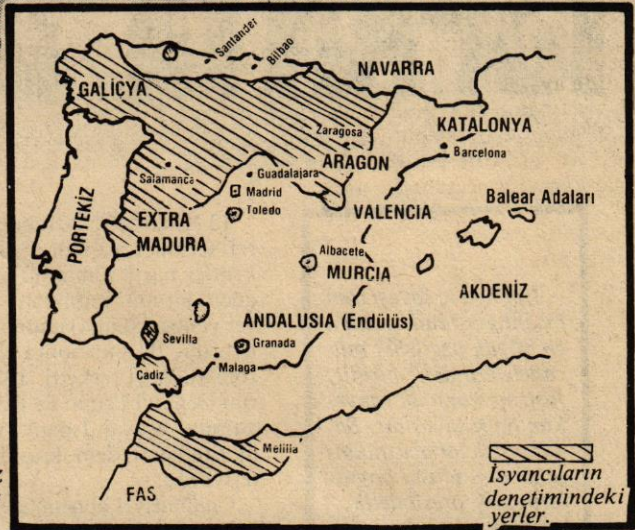 Santander
Bilbao
NAVARRA
GALİCYA
KATALONYA
Zaragosa
ARAGON
Barcelona
Salamanca
Guadalajara
Madrid
Toledo
Balear Adaları
EXTRA
MADURA
VALENCIA
PORTEKİZ
Albacete
MURCIA
AKDENİZ
ANDALUSIA (Endülüs)
Sevilla
Granada
Malaga
Cadiz
Melilla
FAS
İsyancıların
denetimindeki
yerler.